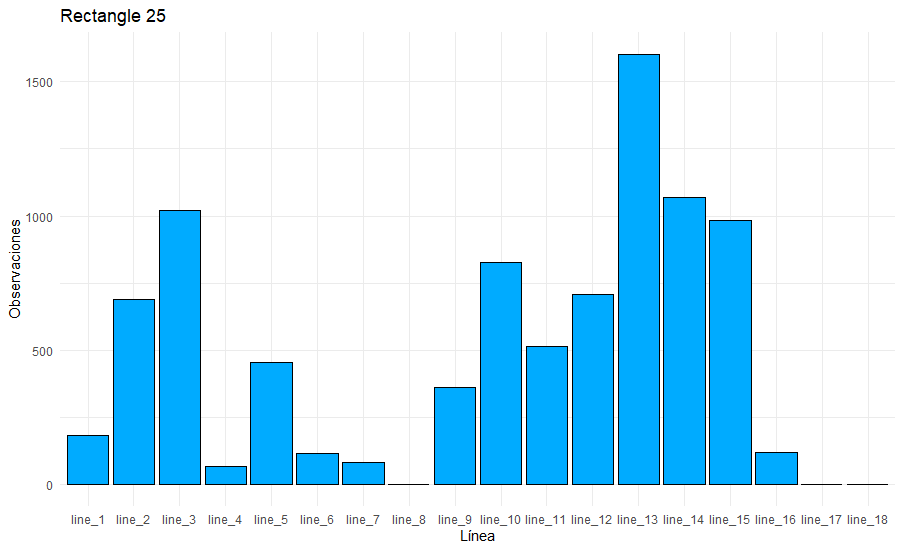 Rectangle 25
1500
1000
500
0
Observaciones
line_1 line_2 line_3 line_4 line_5 line_6 line_7 line_8 line_9 line_10 line_11 line_12 line_13 line_14 line_15 line_16 line_17 line_18
Línea